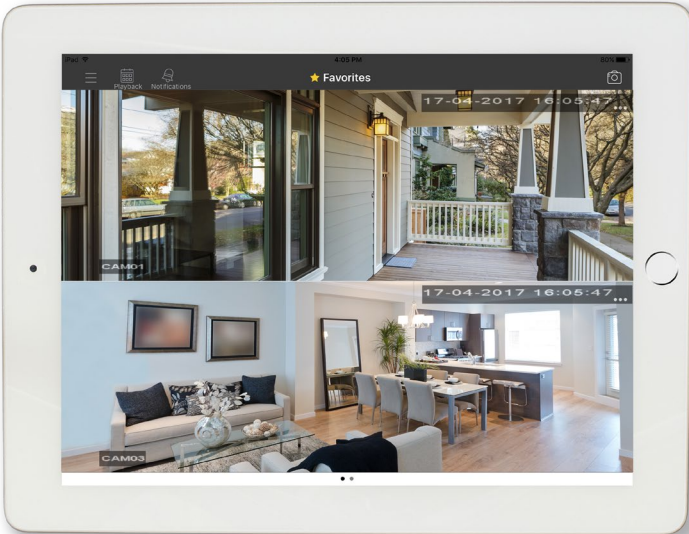 iPad 4:05 PM 80%
Playback Notifications ★ Favorites
17-04-2017 16:05:47
CAM01
17-04-2017 16:05:47
CAM03